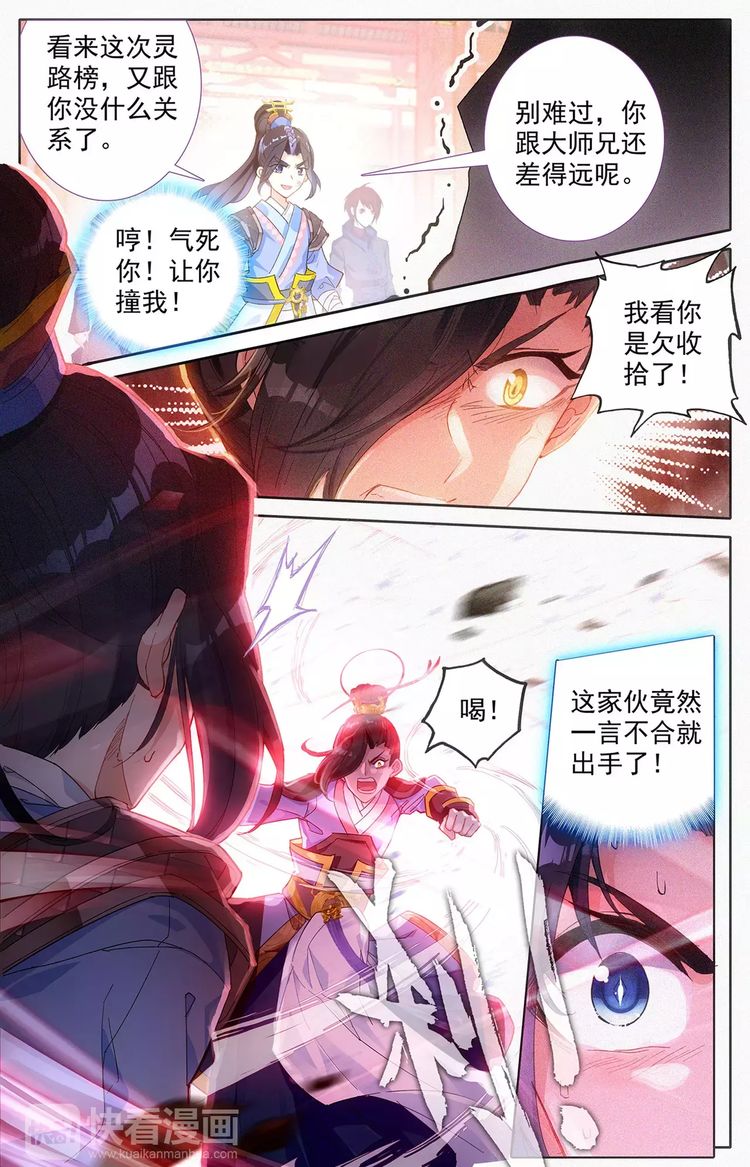 看来这次灵
路榜，又跟
你没什么关
系了。
别难过，你
跟大师兄还
差得远呢。
哼！气死
你！让你
撞我！
我看你
是欠收
拾了！
喝！
这家伙竟然
一言不合就
出手了！
快看漫画
www.kuaikanmanhua.com